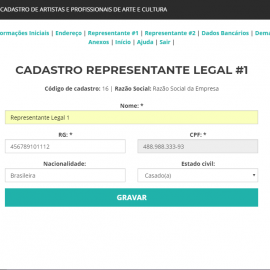 CADASTRO DE ARTISTAS E PROFISSIONAIS DE ARTE E CULTURA
ormações Iniciais | Endereço | Representante #1 | Representante #2 | Dados Bancários | Dema
Anexos | Início | Ajuda | Sair |
CADASTRO REPRESENTANTE LEGAL #1
Código de cadastro: 16 | Razão Social: Razão Social da Empresa
Nome: *
Representante Legal 1
RG: * CPF: *
456789101112 488.988.333-93
Nacionalidade: Estado civil:
Brasileira Casado(a)
GRAVAR